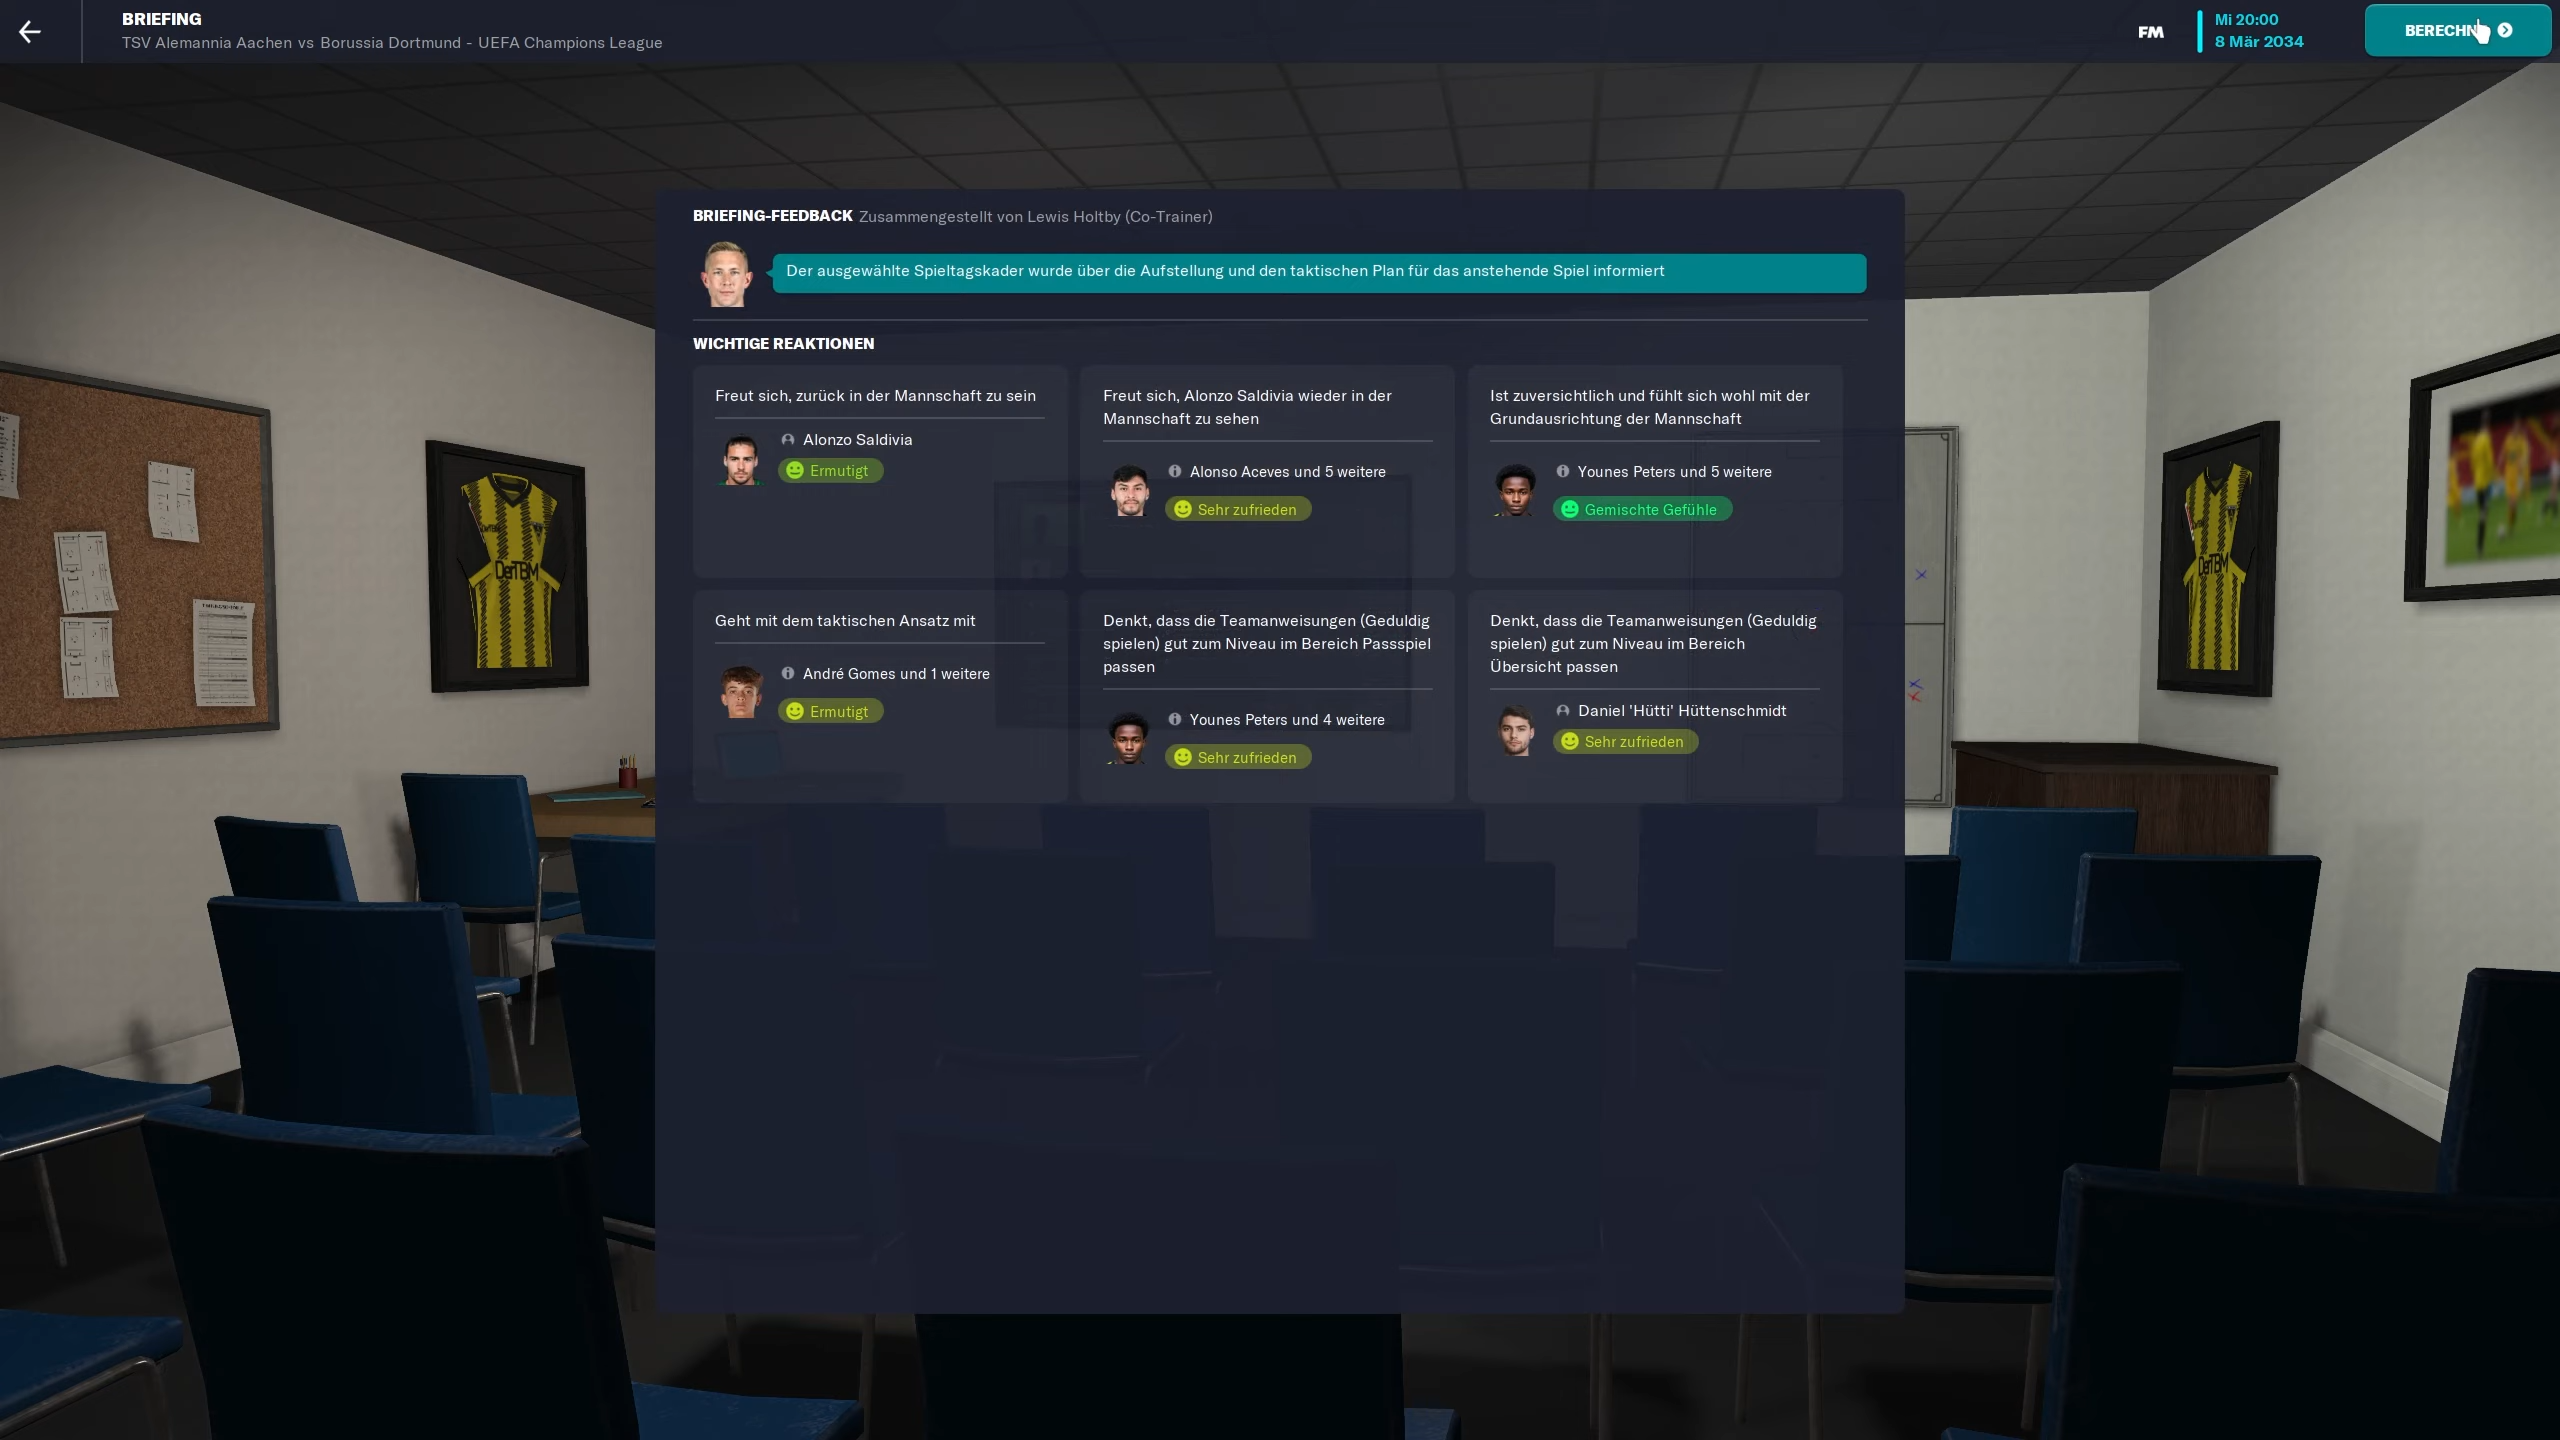 BRIEFING
TSV Alemannia Aachen vs Borussia Dortmund - UEFA Champions League
FM
Mi 20:00
8 Mär 2034
BRIEFING-FEEDBACK Zusammengestellt von Lewis Holtby (Co-Trainer)
Der ausgewählte Spieltagskader wurde über die Aufstellung und den taktischen Plan für das anstehende Spiel informiert
WICHTIGE REAKTIONEN
Freut sich, zurück in der Mannschaft zu sein
Alonzo Saldivia
Ermutigt
Freut sich, Alonzo Saldivia wieder in der
Mannschaft zu sehen
Alonso Aceves und 5 weitere
Sehr zufrieden
Ist zuversichtlich und fühlt sich wohl mit der
Grundausrichtung der Mannschaft
Younes Peters und 5 weitere
Gemischte Gefühle
Geht mit dem taktischen Ansatz mit
André Gomes und 1 weitere
Ermutigt
Denkt, dass die Teamanweisungen (Geduldig
spielen) gut zum Niveau im Bereich Passspiel
passen
Younes Peters und 4 weitere
Sehr zufrieden
Denkt, dass die Teamanweisungen (Geduldig
spielen) gut zum Niveau im Bereich
Übersicht passen
Daniel 'Hütti' Hüttenschmidt
Sehr zufrieden